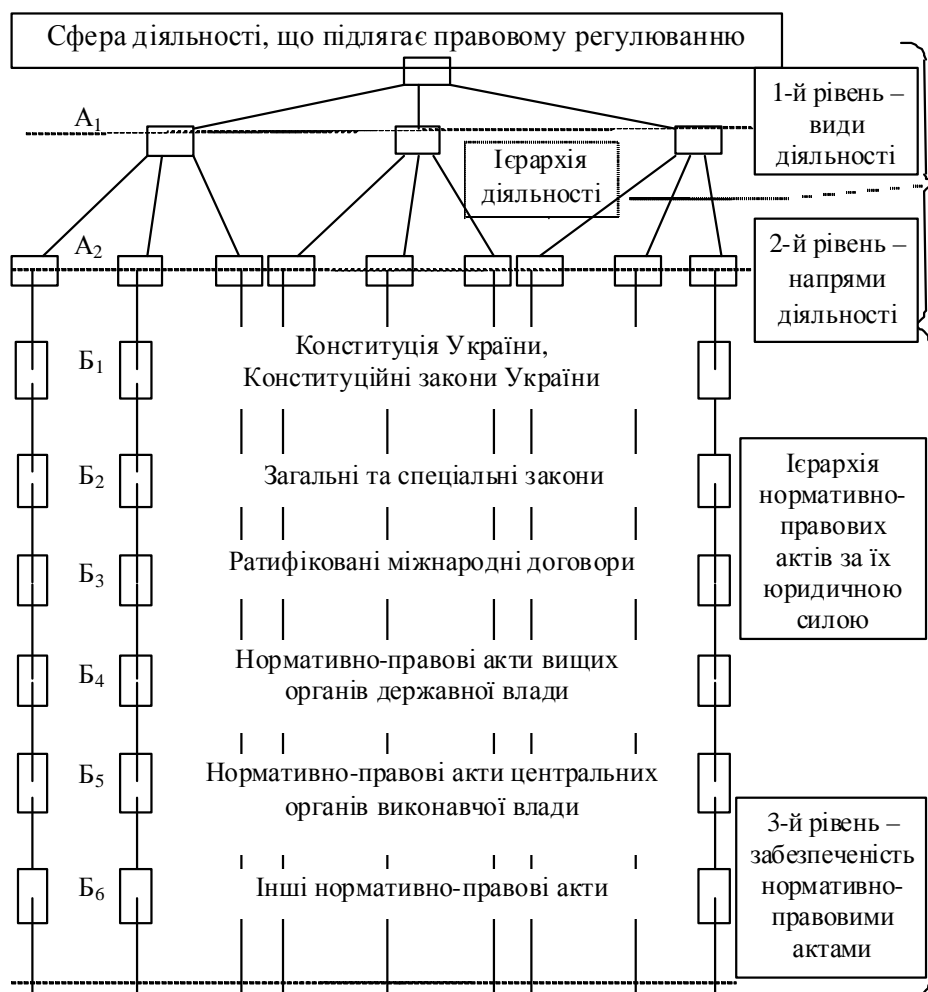 Сфера діяльності, що підлягає правовому регулюванню
1-й рівень –
види
діяльності
А₁
Ієрархія
діяльності
А₂
2-й рівень –
напрями
діяльності
Б₁
Конституція України,
Конституційні закони України
Б₂
Загальні та спеціальні закони
Ієрархія
нормативно-
правових
актів за їх
юридичною
силою
Б₃
Ратифіковані міжнародні договори
Б₄
Нормативно-правові акти вищих
органів державної влади
Б₅
Нормативно-правові акти центральних
органів виконавчої влади
3-й рівень –
забезпеченість
нормативно-
правовими
актами
Б₆
Інші нормативно-правові акти